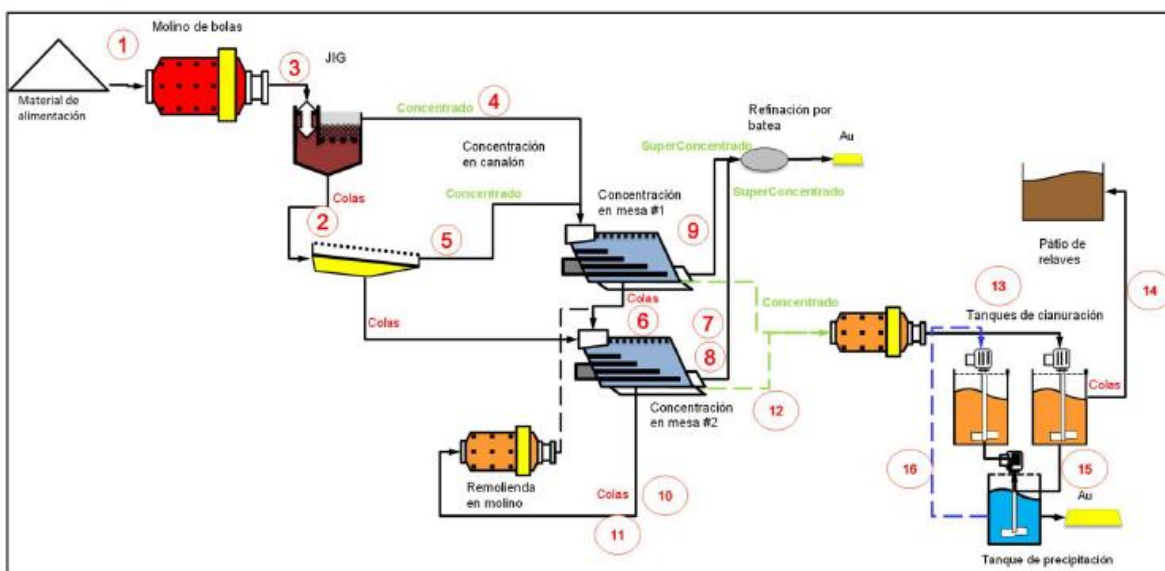 Molino de bolas
1
3
JIG
Material de
alimentación
Concentrado
4
Concentración
en canalón
Concentrado
Colas
2
5
Colas
Refinación por
batea
Au
SuperConcentrado
SuperConcentrado
Concentración
en mesa #1
9
Colas
6
7
8
Concentración
en mesa #2
Concentrado
12
Remolienda
en molino
Colas
10
11
Patio de
relaves
13
14
Tanques de cianuración
Colas
16
15
Au
Tanque de precipitación